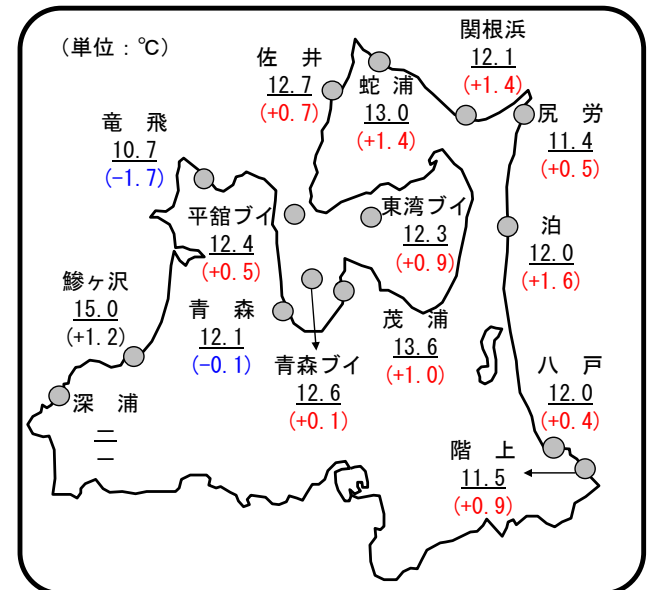 (単位：℃)
関根浜
12.1
(+1.4)
佐　井
12.7
(+0.7)
蛇　浦
13.0
(+1.4)
尻　労
11.4
(+0.5)
竜　飛
10.7
(-1.7)
平舘ブイ
12.4
(+0.5)
東湾ブイ
12.3
(+0.9)
泊
12.0
(+1.6)
鰺ヶ沢
15.0
(+1.2)
青　森
12.1
(-0.1)
青森ブイ
12.6
(+0.1)
茂　浦
13.6
(+1.0)
八　戸
12.0
(+0.4)
深　浦
－
－
階　上
11.5
(+0.9)